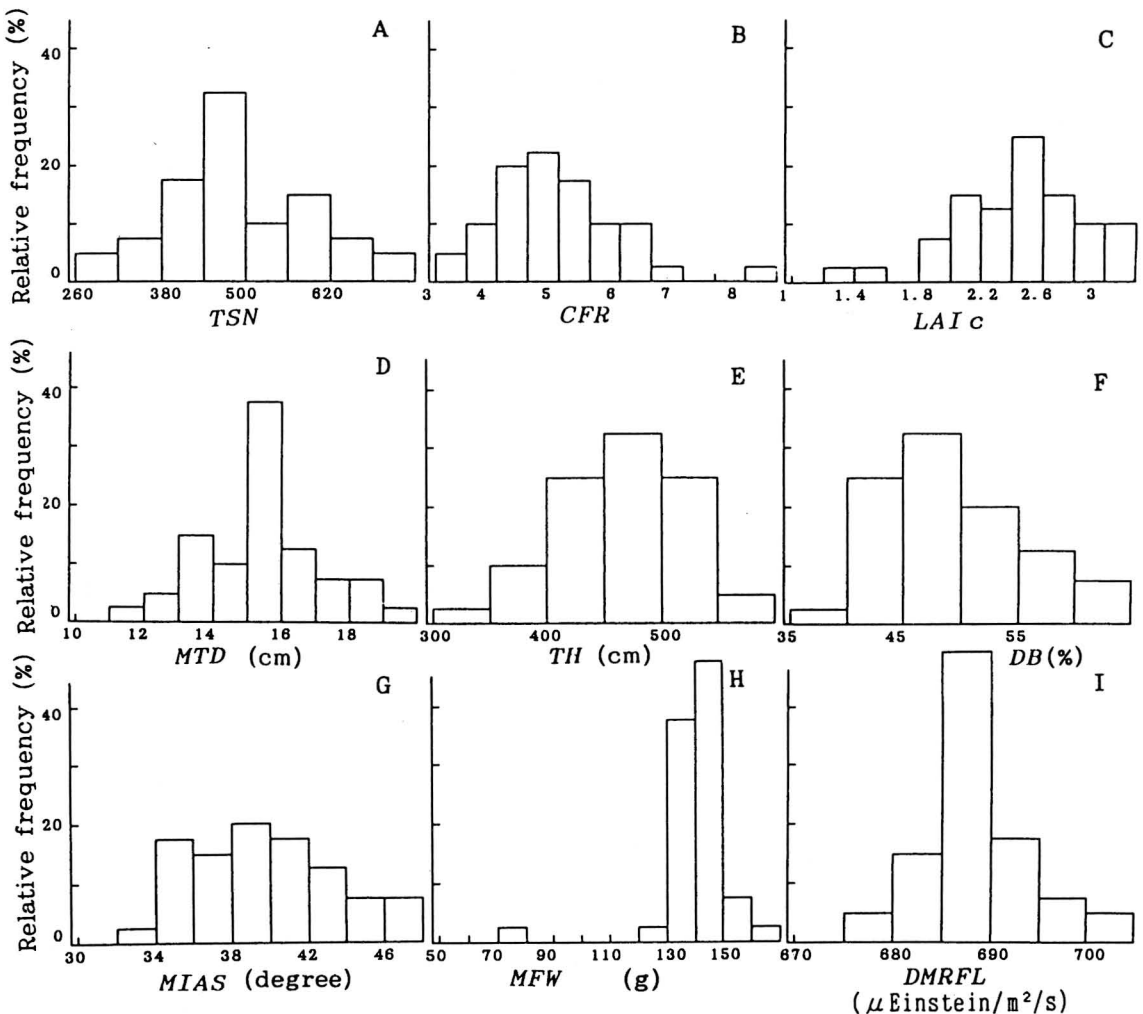 Relative frequency (%)
40
20
0
A
260 380 500 620
TSN
B
3 4 5 6 7 8
CFR
C
1 1.4 1.8 2.2 2.6 3
LAI c
Relative frequency (%)
40
20
0
D
10 12 14 16 18
MTD (cm)
E
300 400 500
TH (cm)
F
35 45 55
DB(%)
Relative frequency (%)
40
20
0
G
30 34 38 42 46
MIAS (degree)
H
50 70 90 110 130 150
MFW (g)
I
670 680 690 700
DMRFL
(μEinstein/m²/s)